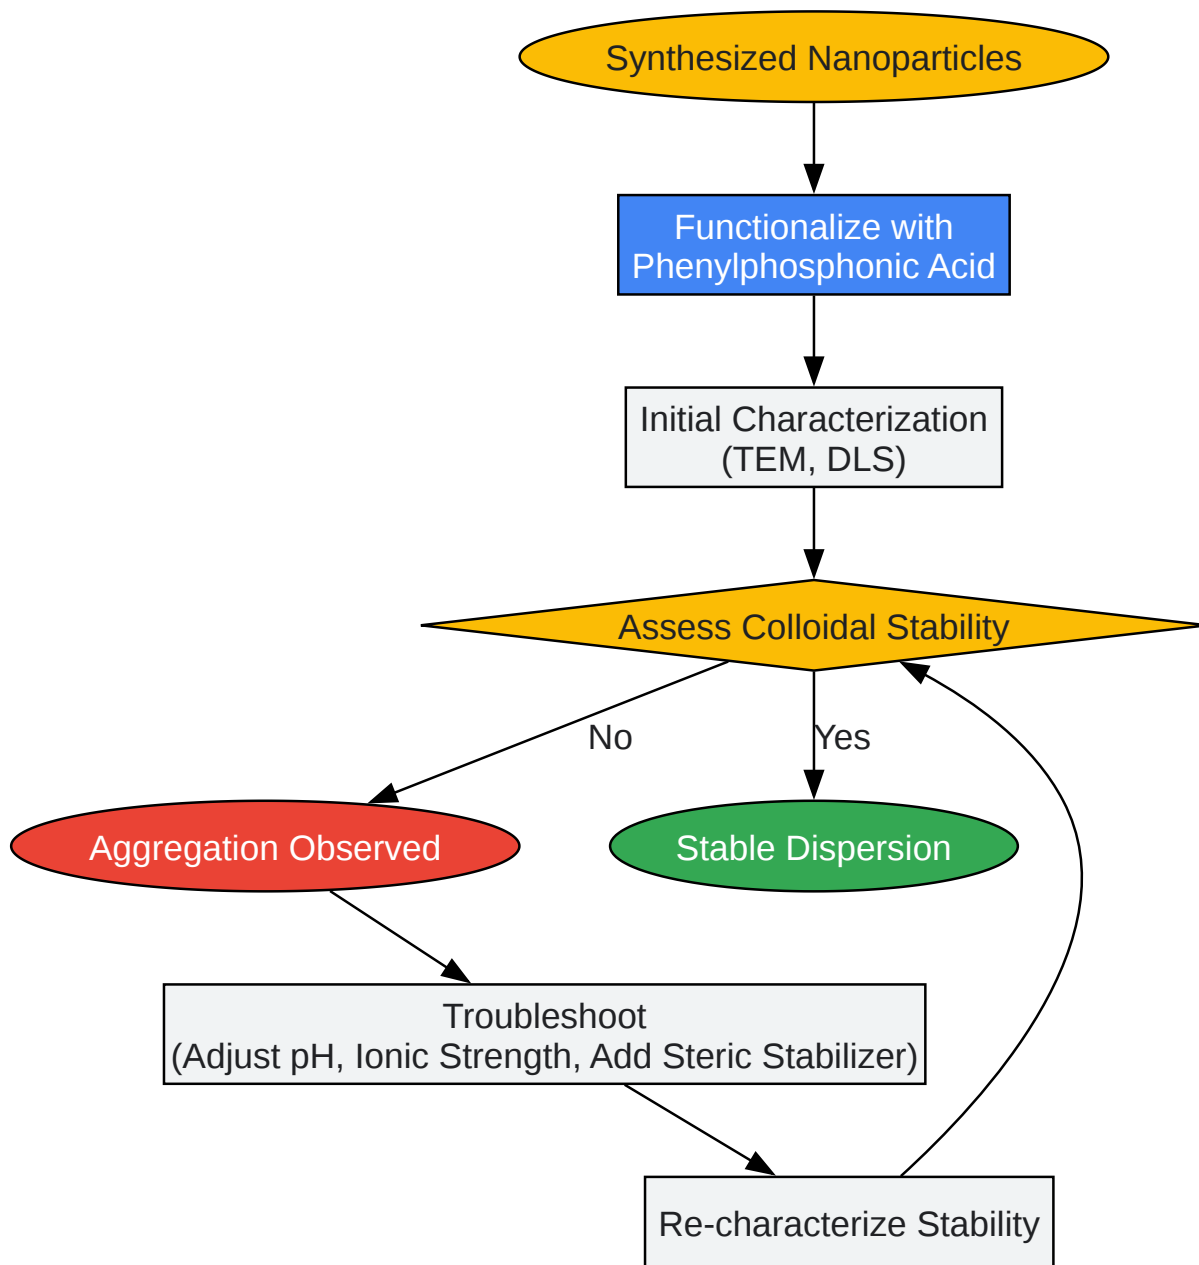 Synthesized Nanoparticles
Functionalize with
Phenylphosphonic Acid
Initial Characterization
(TEM, DLS)
Assess Colloidal Stability
No
Yes
Aggregation Observed
Stable Dispersion
Troubleshoot
(Adjust pH, Ionic Strength, Add Steric Stabilizer)
Re-characterize Stability